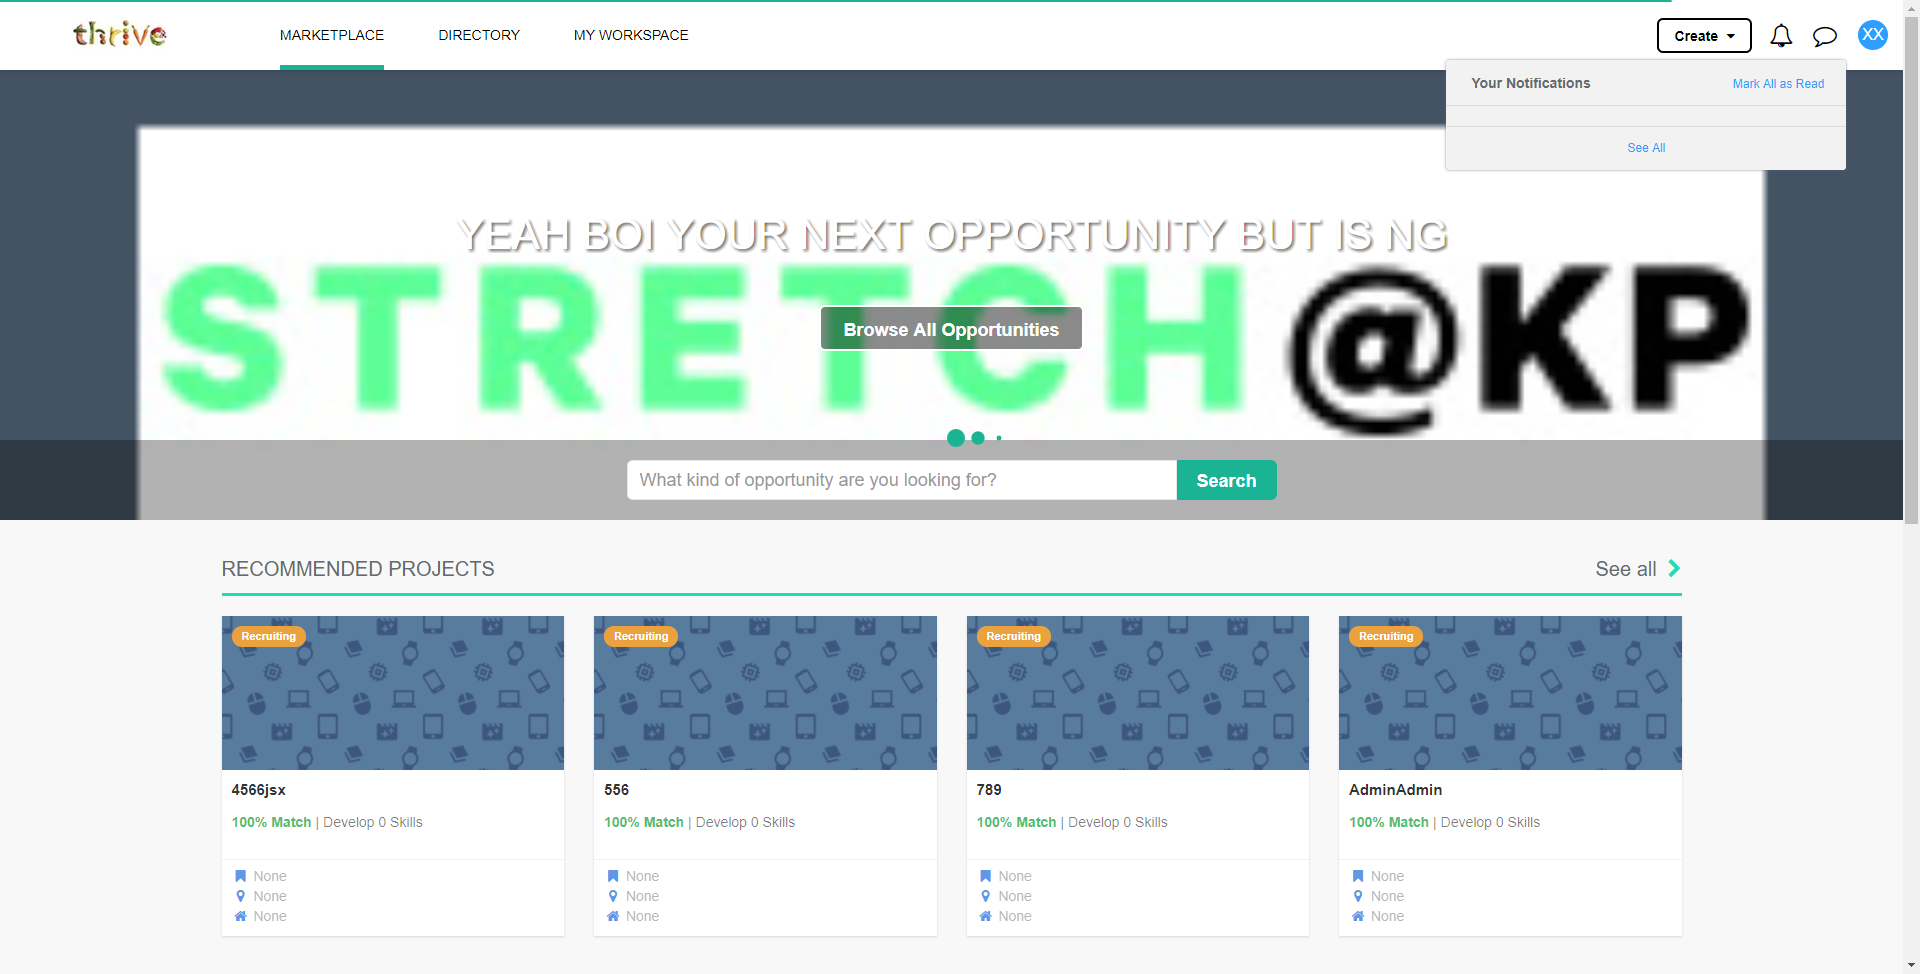 thrive
MARKETPLACE
DIRECTORY
MY WORKSPACE
Create
XX
Your Notifications
Mark All as Read
See All
YEAH BOI YOUR NEXT OPPORTUNITY BUT IS NG
STRETCH@KP
Browse All Opportunities
What kind of opportunity are you looking for?
Search
RECOMMENDED PROJECTS
See all
Recruiting
4566jsx
100% Match | Develop 0 Skills
None
None
None
Recruiting
556
100% Match | Develop 0 Skills
None
None
None
Recruiting
789
100% Match | Develop 0 Skills
None
None
None
Recruiting
AdminAdmin
100% Match | Develop 0 Skills
None
None
None